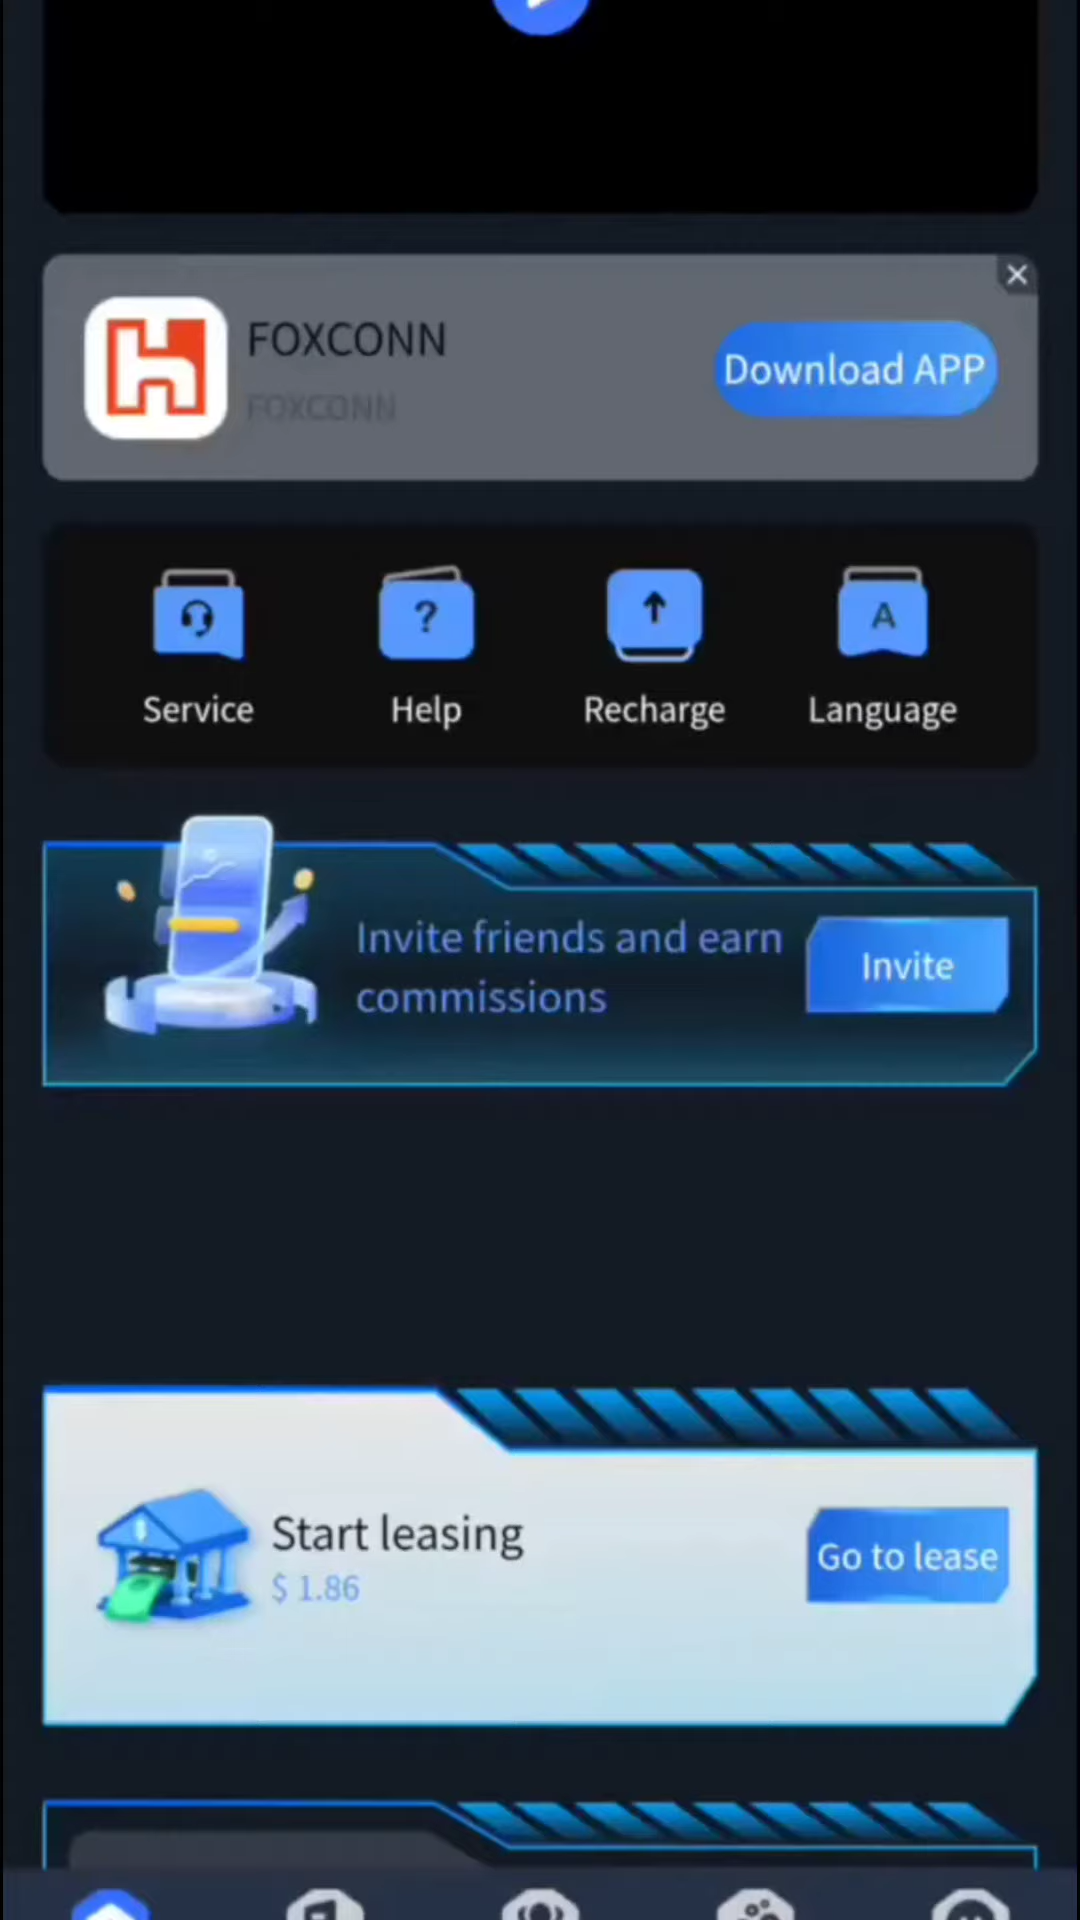 FOXCONN
FOXCONN
Download APP
Service
Help
Recharge
Language
Invite friends and earn
commissions
Invite
Start leasing
$ 1.86
Go to lease